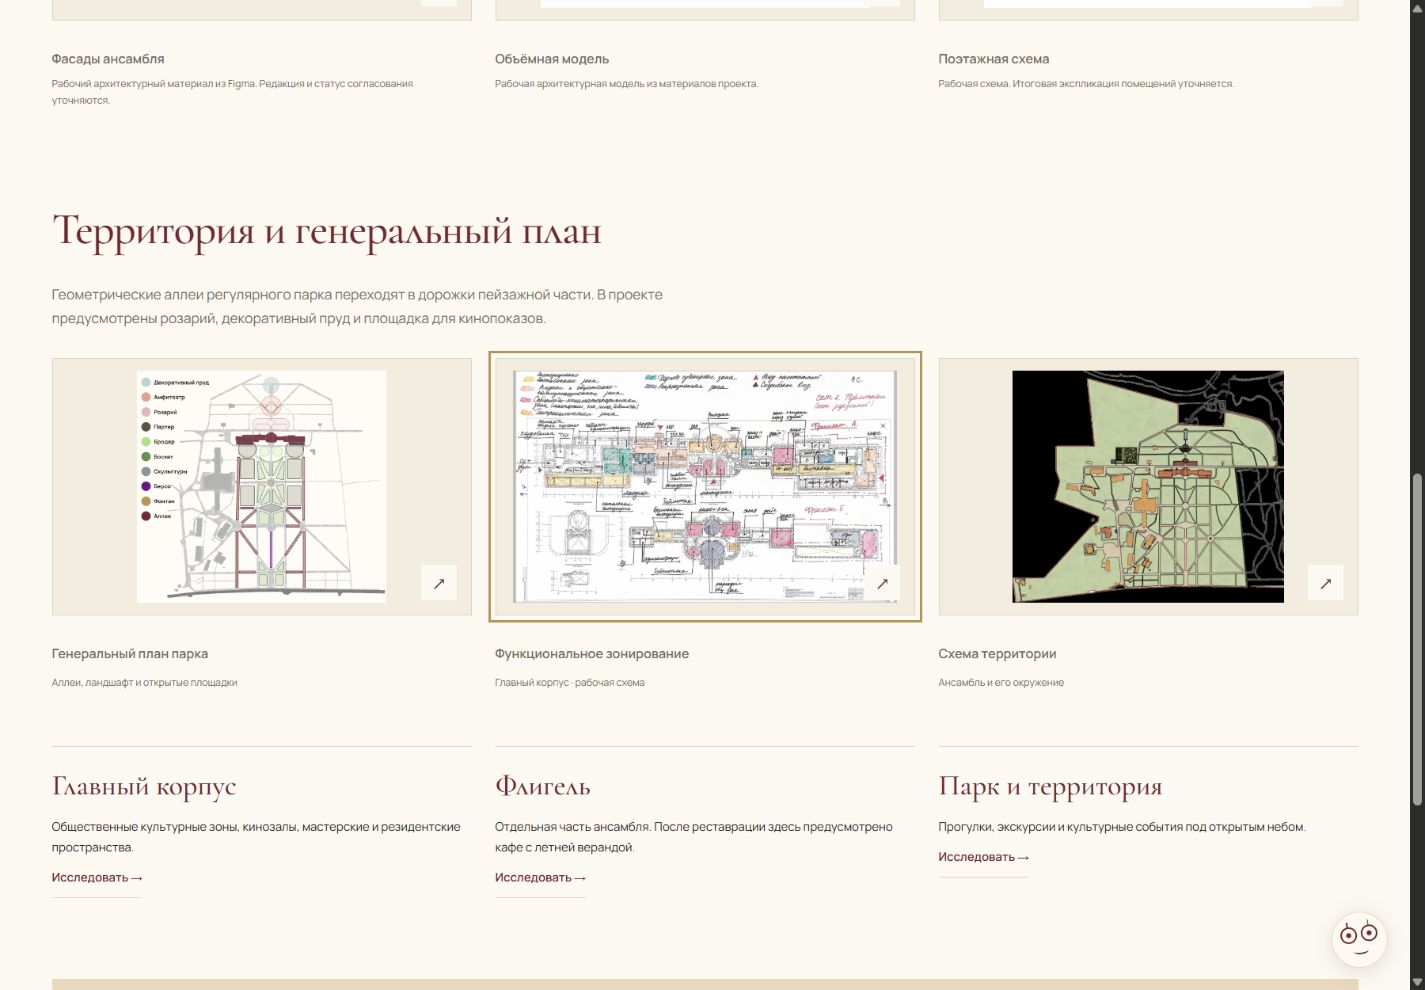 Фасады ансамбля
Рабочий архитектурный материал из Figma. Редакция и статус согласования
уточняются.
Объёмная модель
Рабочая архитектурная модель из материалов проекта.
Поэтажная схема
Рабочая схема. Итоговая экспликация помещений уточняется.
Территория и генеральный план
Геометрические аллеи регулярного парка переходят в дорожки пейзажной части. В проекте
предусмотрены розарий, декоративный пруд и площадка для кинопоказов.
Декоративный пруд
Амфитеатр
Розарий
Партер
Бродер
Боскет
Скульптуры
Берсо
Фонтан
Аллея
↗
↗
↗
Генеральный план парка
Аллеи, ландшафт и открытые площадки
Функциональное зонирование
Главный корпус · рабочая схема
Схема территории
Ансамбль и его окружение
Главный корпус
Общественные культурные зоны, кинозалы, мастерские и резидентские
пространства.
Исследовать →
Флигель
Отдельная часть ансамбля. После реставрации здесь предусмотрено
кафе с летней верандой.
Исследовать →
Парк и территория
Прогулки, экскурсии и культурные события под открытым небом.
Исследовать →